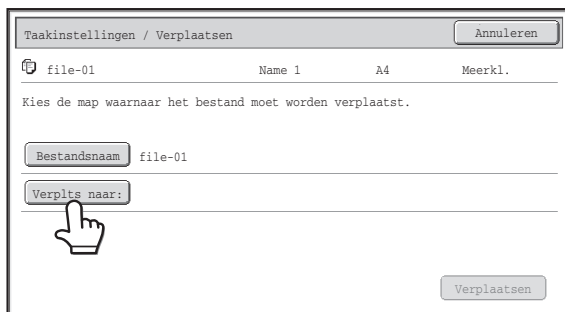 Taakinstellingen / Verplaatsen Annuleren
file-01 Name 1 A4 Meerkl.
Kies de map waarnaar het bestand moet worden verplaatst.
Bestandsnaam file-01
Verplts naar:
Verplaatsen